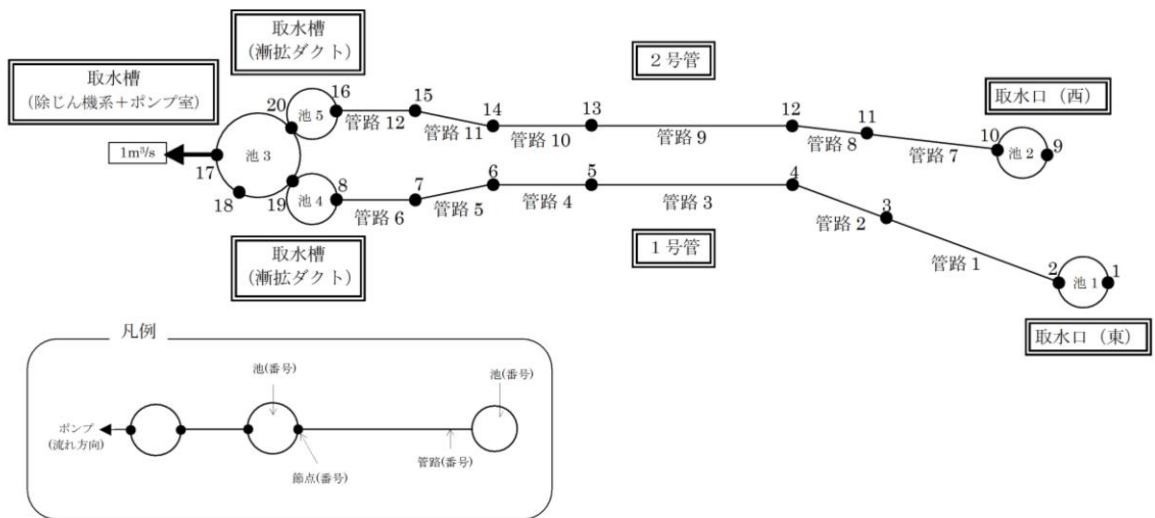 取水槽
(漸拡ダクト)
取水槽
(除じん機系+ポンプ室)
2号管
取水口(西)
16
15
14
13
12
11
10
9
20
池5
管路 12
管路 11
管路 10
管路 9
管路 8
管路 7
池2
1m³/s
17
池3
18
19
池4
8
7
6
5
4
3
2
1
管路 6
管路 5
管路 4
管路 3
管路 2
管路 1
池1
取水槽
(漸拡ダクト)
1号管
取水口(東)
凡例
池(番号)
池(番号)
ポンプ
(流れ方向)
節点(番号)
管路(番号)